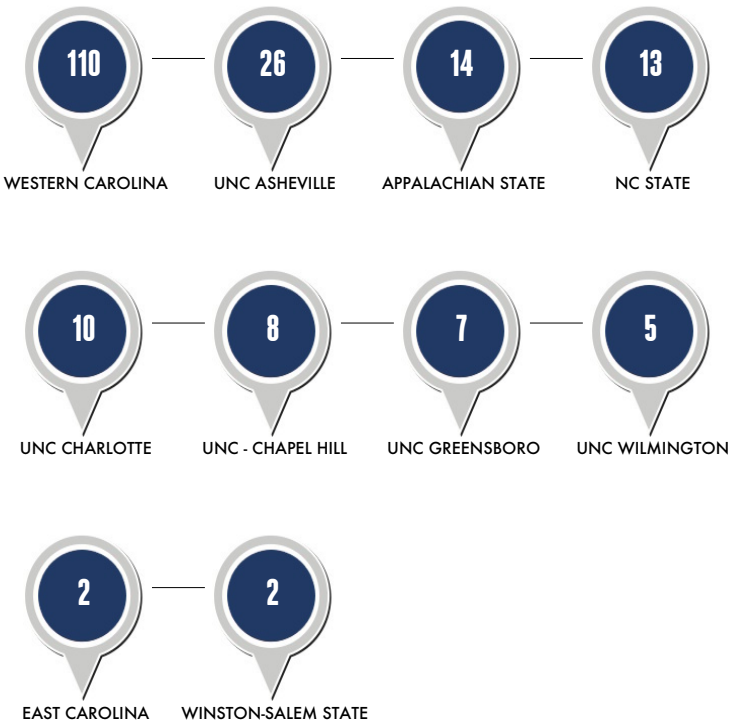 110
26
14
13
WESTERN CAROLINA
UNC ASHEVILLE
APPALACHIAN STATE
NC STATE
10
8
7
5
UNC CHARLOTTE
UNC - CHAPEL HILL
UNC GREENSBORO
UNC WILMINGTON
2
2
EAST CAROLINA
WINSTON-SALEM STATE